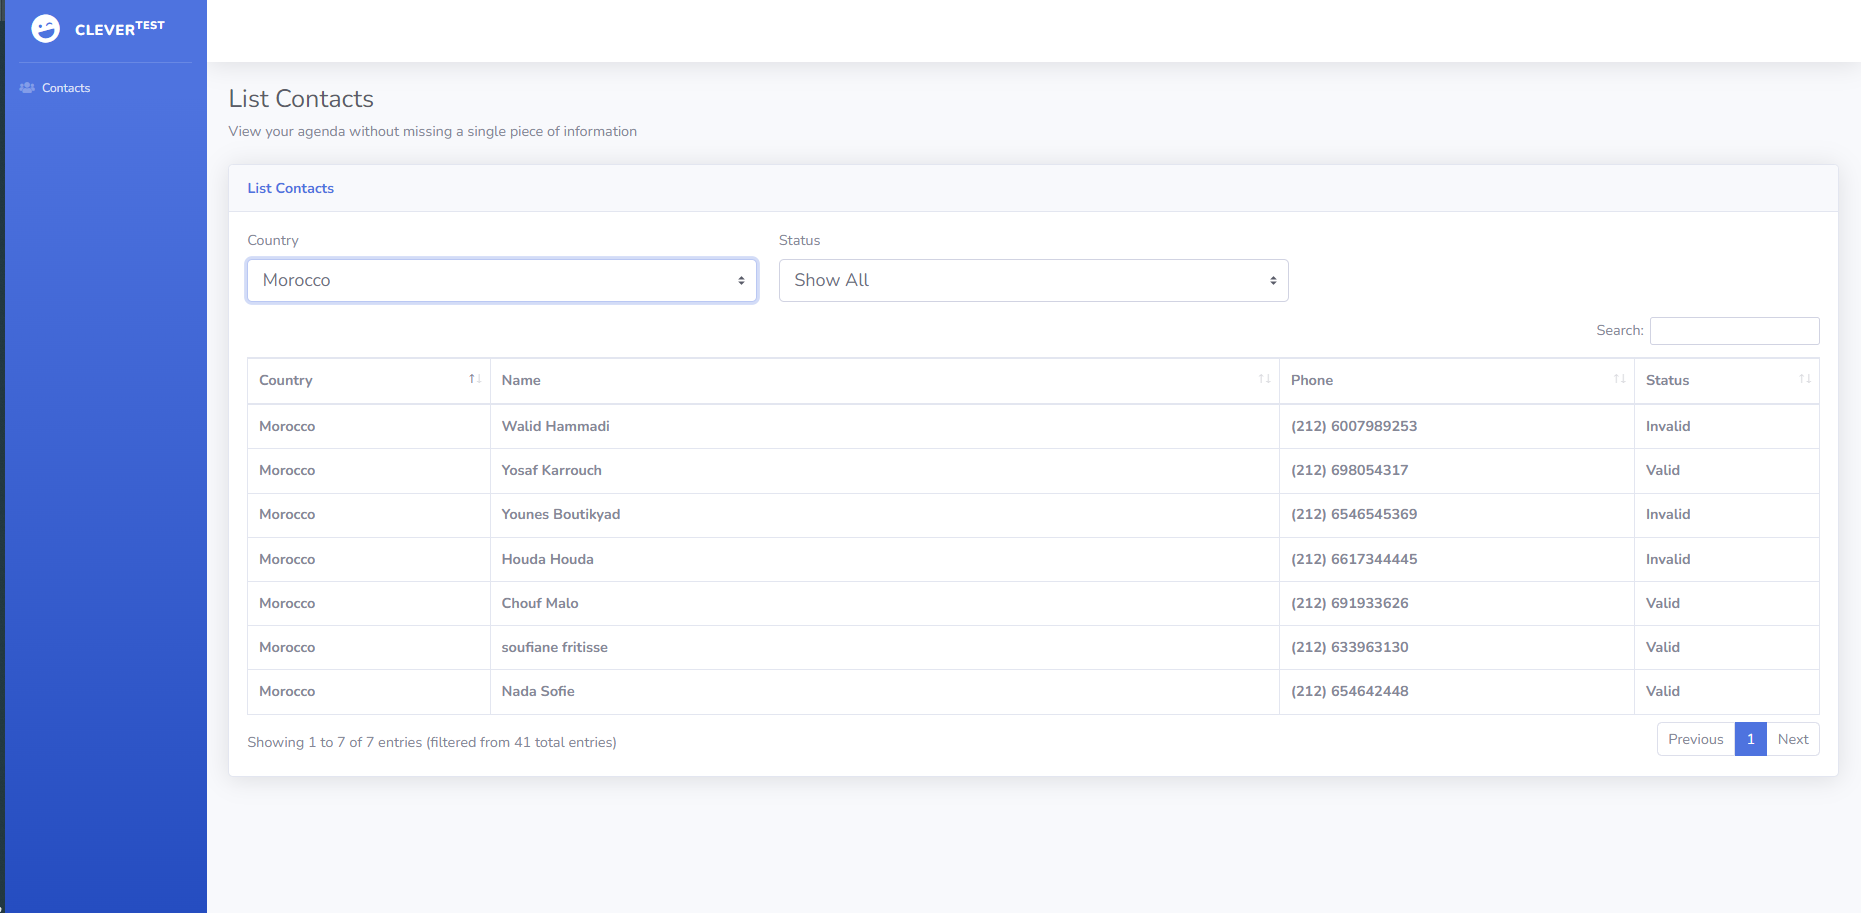 CLEVERTEST
Contacts
List Contacts
View your agenda without missing a single piece of information
List Contacts
Country Status
Morocco Show All
Search:
Country Name Phone Status
Morocco Walid Hammadi (212) 6007989253 Invalid
Morocco Yosaf Karrouch (212) 698054317 Valid
Morocco Younes Boutikyad (212) 6546545369 Invalid
Morocco Houda Houda (212) 6617344445 Invalid
Morocco Chouf Malo (212) 691933626 Valid
Morocco soufiane fritisse (212) 633963130 Valid
Morocco Nada Sofie (212) 654642448 Valid
Showing 1 to 7 of 7 entries (filtered from 41 total entries)
Previous 1 Next